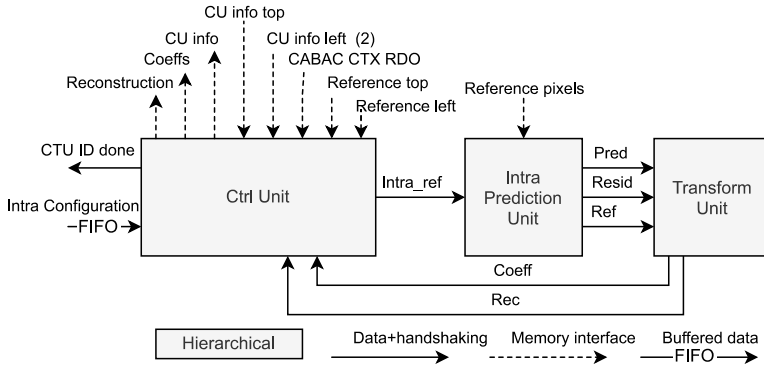 CU info top
CU info
CU info left (2)
Coeffs
CABAC CTX RDO
Reconstruction
Reference top
Reference left
Reference pixels
CTU ID done
Intra Configuration
FIFO
Ctrl Unit
Intra_ref
Intra
Prediction
Unit
Pred
Resid
Ref
Transform
Unit
Coeff
Rec
Hierarchical
Data+handshaking
Memory interface
Buffered data
FIFO